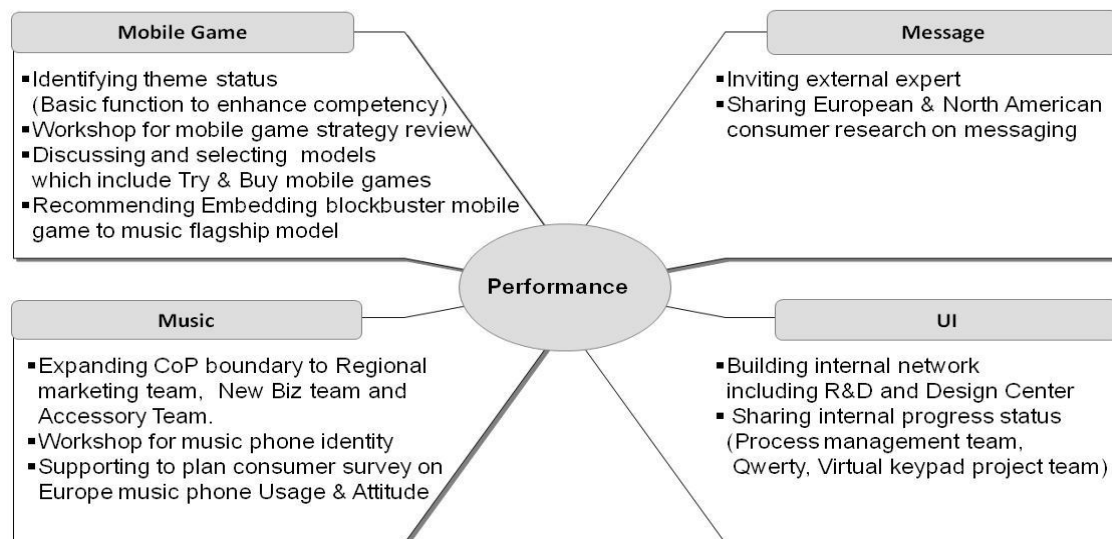 Mobile Game
▪Identifying theme status
(Basic function to enhance competency)
▪Workshop for mobile game strategy review
▪Discussing and selecting models
which include Try & Buy mobile games
▪Recommending Embedding blockbuster mobile
game to music flagship model
Message
▪Inviting external expert
▪Sharing European & North American
consumer research on messaging
Performance
Music
▪Expanding CoP boundary to Regional
marketing team, New Biz team and
Accessory Team.
▪Workshop for music phone identity
▪Supporting to plan consumer survey on
Europe music phone Usage & Attitude
UI
▪Building internal network
including R&D and Design Center
▪ Sharing internal progress status
(Process management team,
Qwerty, Virtual keypad project team)